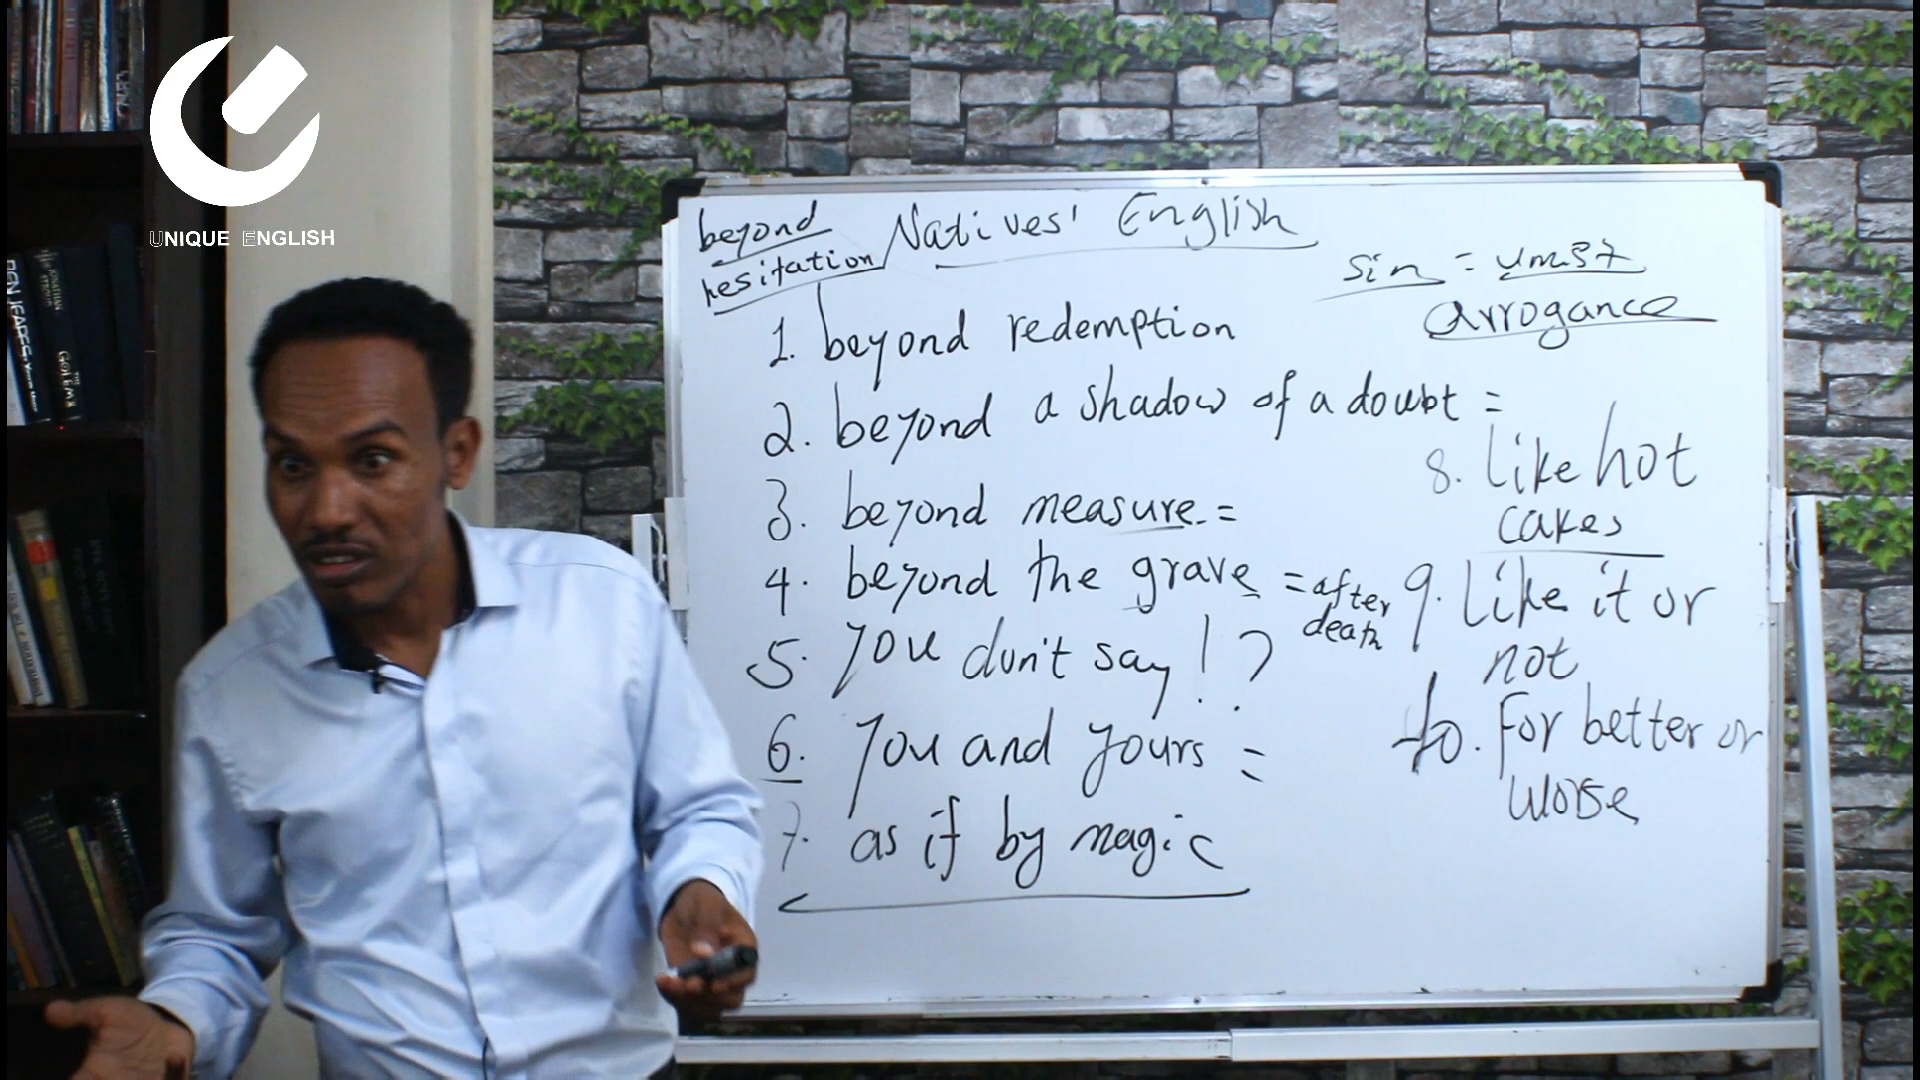 UNIQUE ENGLISH
beyond
hesitation
Natives' English
sin =
arrogance
1. beyond redemption
2. beyond a shadow of a doubt =
3. beyond measure. =
4. beyond the grave = after
death
5. you don't say! ?
6. you and yours =
7. as if by magic
8. like hot
cakes
9. Like it or
not
10. For better or
worse
THE
GOLEM